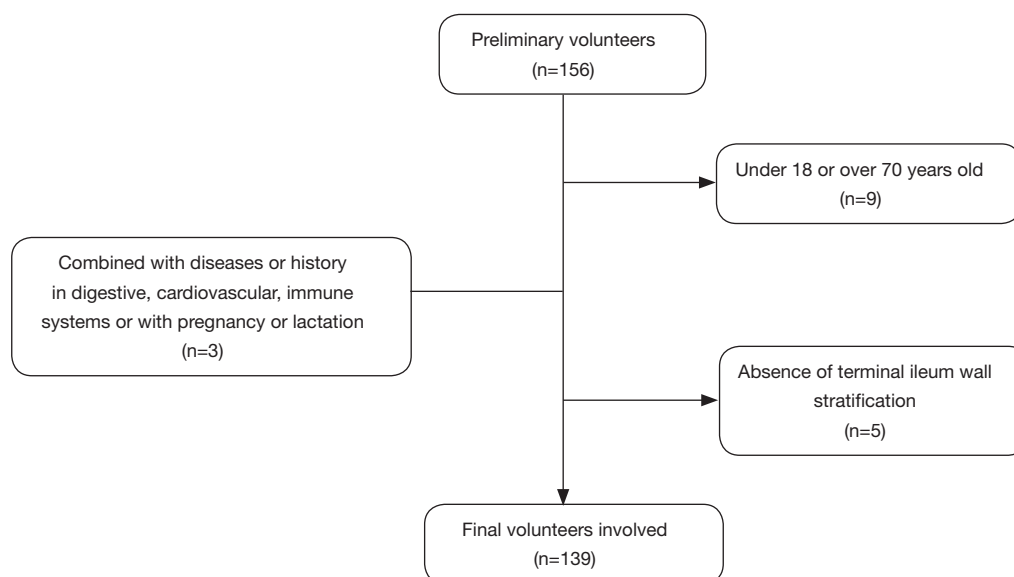 Preliminary volunteers
(n=156)
Under 18 or over 70 years old
(n=9)
Combined with diseases or history
in digestive, cardiovascular, immune
systems or with pregnancy or lactation
(n=3)
Absence of terminal ileum wall
stratification
(n=5)
Final volunteers involved
(n=139)